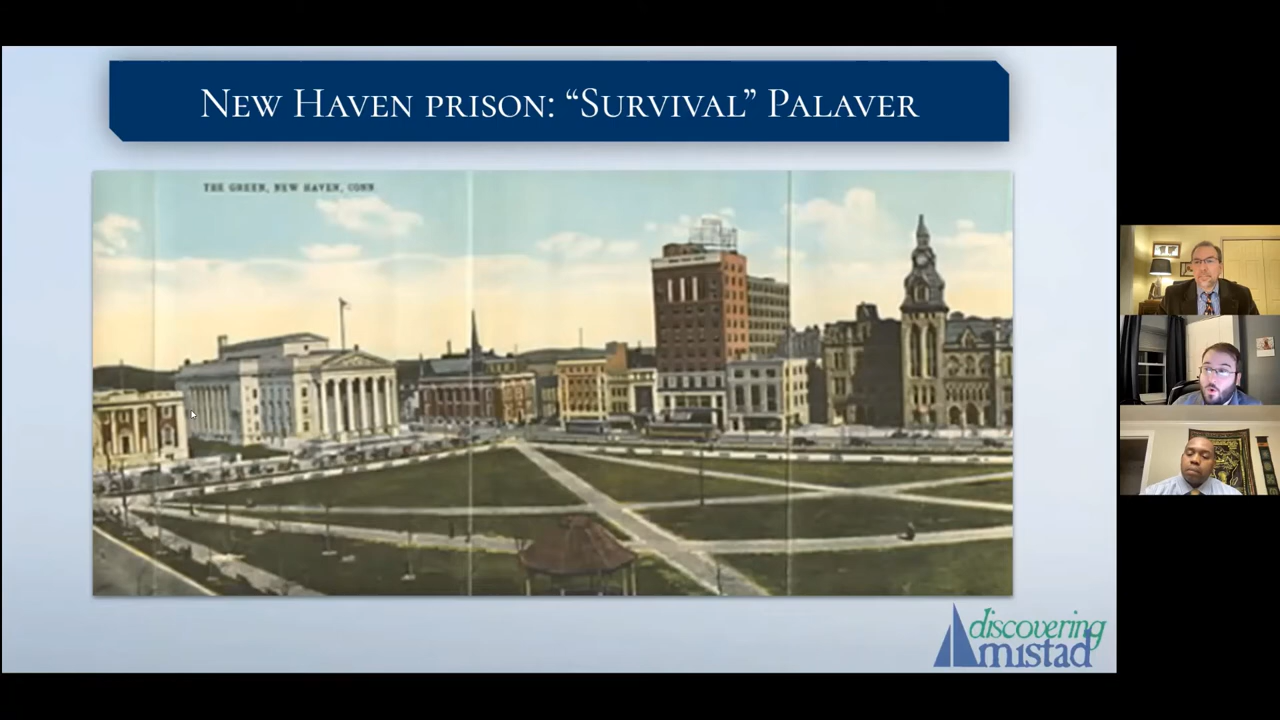 NEW HAVEN PRISON: “SURVIVAL” PALAVER
THE GREEN, NEW HAVEN, CONN.
discovering
amistad